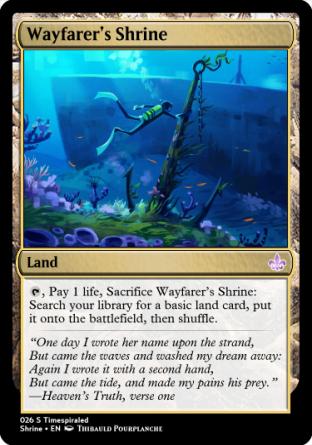 Wayfarer's Shrine
Land
, Pay 1 life, Sacrifice Wayfarer's Shrine:
Search your library for a basic land card, put
it onto the battlefield, then shuffle.
"One day I wrote her name upon the strand,
But came the waves and washed my dream away:
Again I wrote it with a second hand,
But came the tide, and made my pains his prey."
—Heaven's Truth, verse one
026 S Timespiraled
Shrine • EN Thibauld Pourplanche